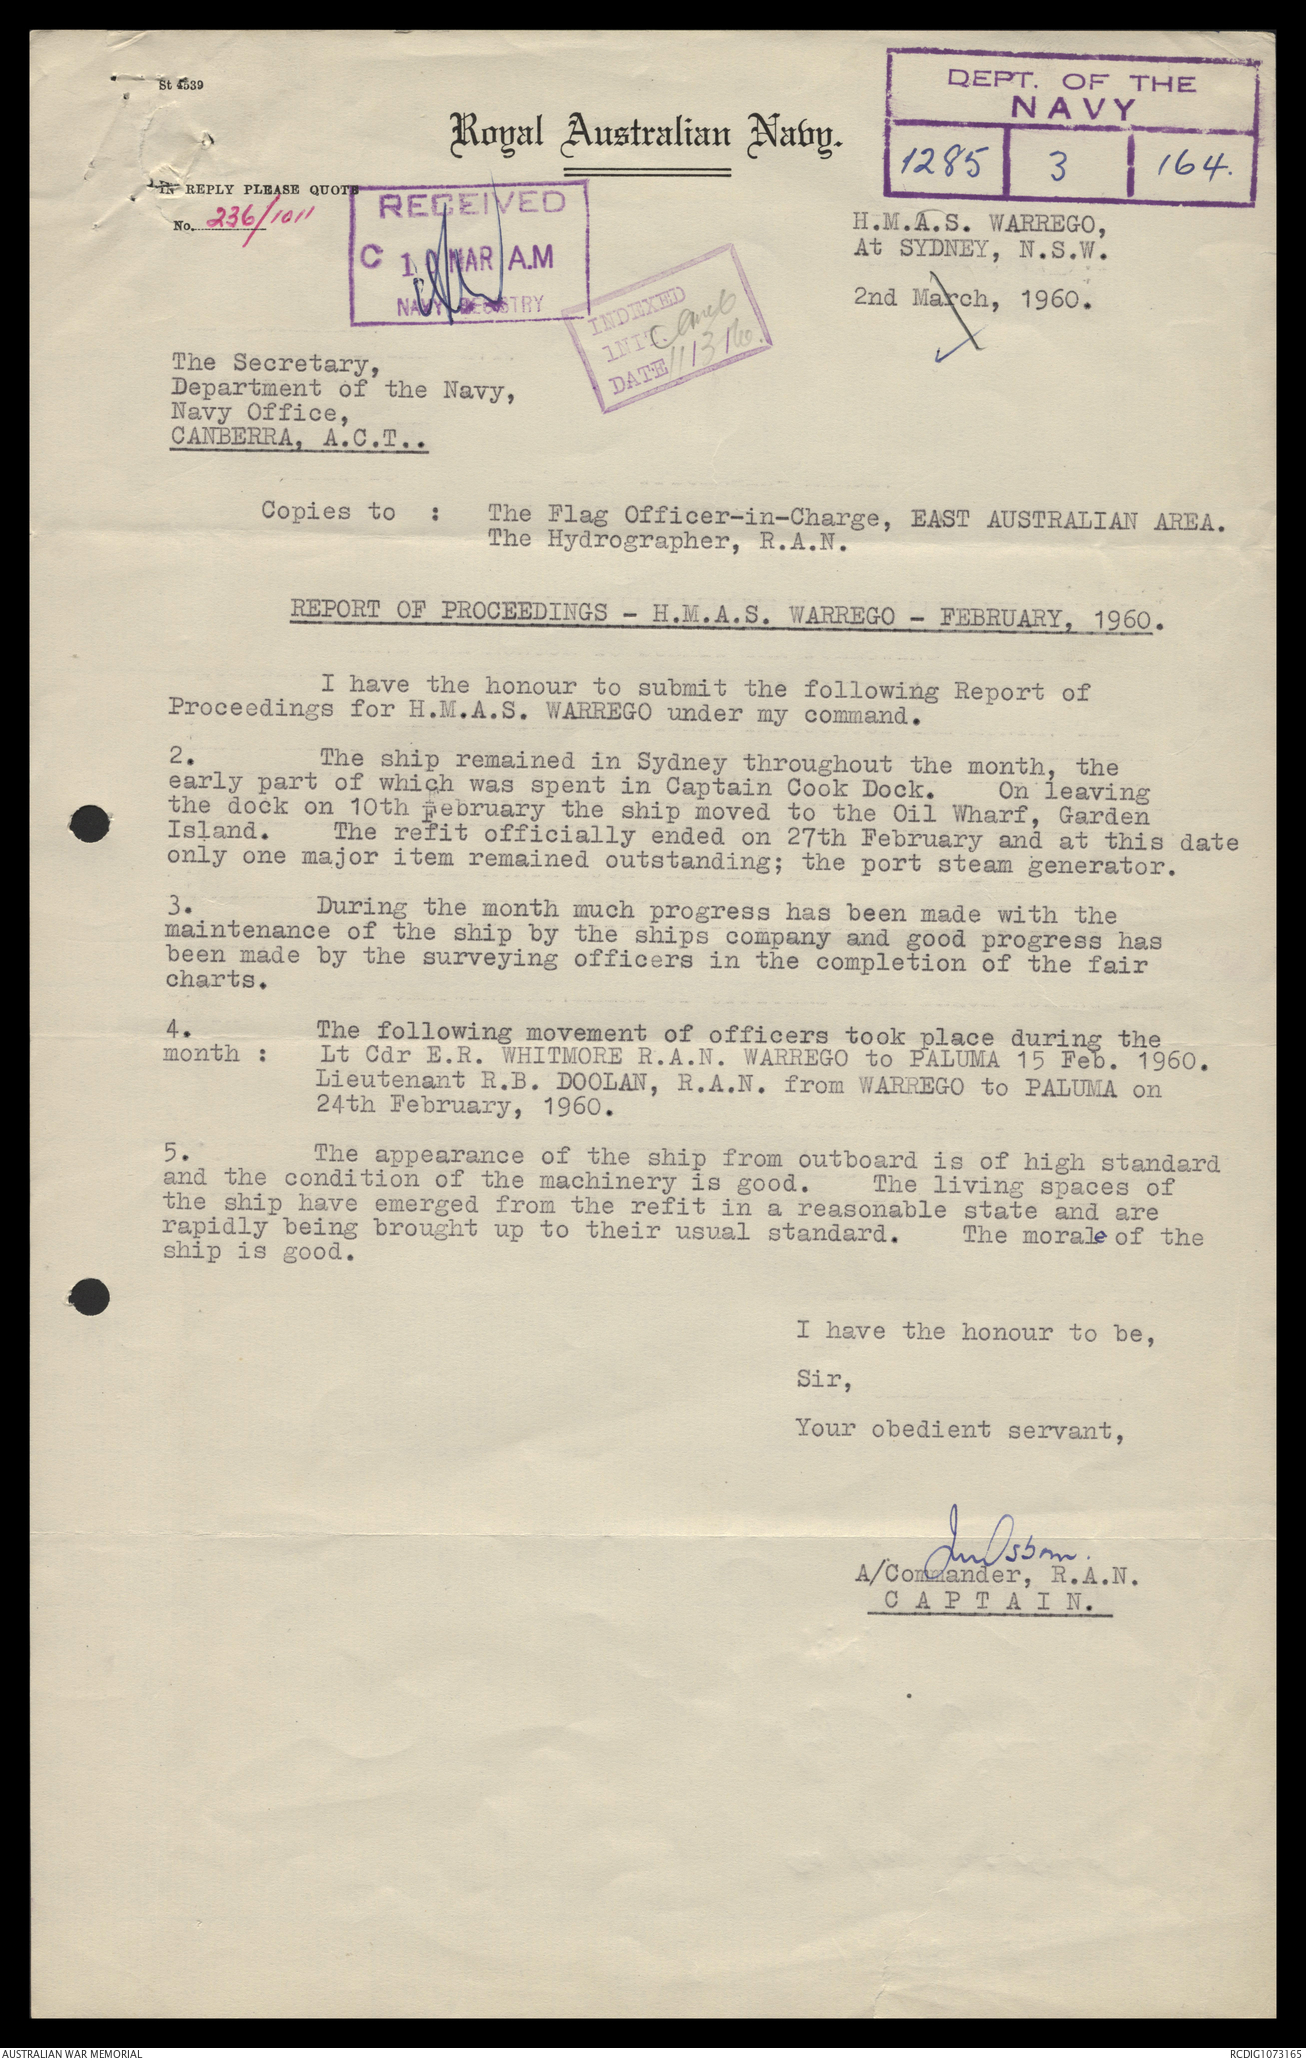 St 4539
Royal Australian Navy.
DEPT. OF THE
NAVY
1285 3 164.
IN REPLY PLEASE QUOTE
No. 236/1011
RECEIVED
C 10 MAR A.M
NAVY REGISTRY
H.M.A.S. WARREGO,
At SYDNEY, N.S.W.
2nd March, 1960.
INDEXED
INIT.
DATE 11/3/60.
The Secretary,
Department of the Navy,
Navy Office,
CANBERRA, A.C.T..
Copies to : The Flag Officer-in-Charge, EAST AUSTRALIAN AREA.
The Hydrographer, R.A.N.
REPORT OF PROCEEDINGS - H.M.A.S. WARREGO - FEBRUARY, 1960.
I have the honour to submit the following Report of
Proceedings for H.M.A.S. WARREGO under my command.
2. The ship remained in Sydney throughout the month, the
early part of which was spent in Captain Cook Dock. On leaving
the dock on 10th February the ship moved to the Oil Wharf, Garden
Island. The refit officially ended on 27th February and at this date
only one major item remained outstanding; the port steam generator.
3. During the month much progress has been made with the
maintenance of the ship by the ships company and good progress has
been made by the surveying officers in the completion of the fair
charts.
4. The following movement of officers took place during the
month : Lt Cdr E.R. WHITMORE R.A.N. WARREGO to PALUMA 15 Feb. 1960.
Lieutenant R.B. DOOLAN, R.A.N. from WARREGO to PALUMA on
24th February, 1960.
5. The appearance of the ship from outboard is of high standard
and the condition of the machinery is good. The living spaces of
the ship have emerged from the refit in a reasonable state and are
rapidly being brought up to their usual standard. The morale of the
ship is good.
I have the honour to be,
Sir,
Your obedient servant,
A/Commander, R.A.N.
C A P T A I N.
AUSTRALIAN WAR MEMORIAL
RCDIG1073165